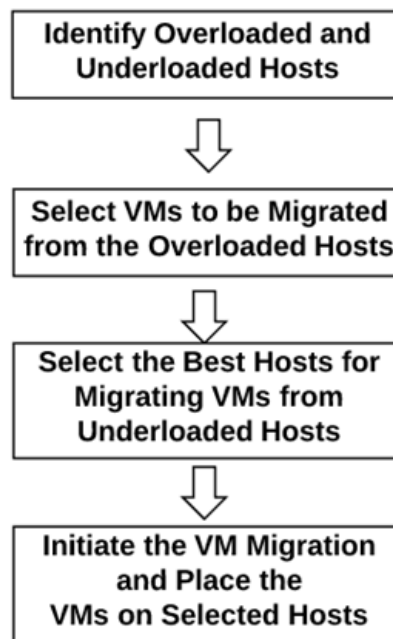 Identify Overloaded and
Underloaded Hosts
Select VMs to be Migrated
from the Overloaded Hosts
Select the Best Hosts for
Migrating VMs from
Underloaded Hosts
Initiate the VM Migration
and Place the
VMs on Selected Hosts